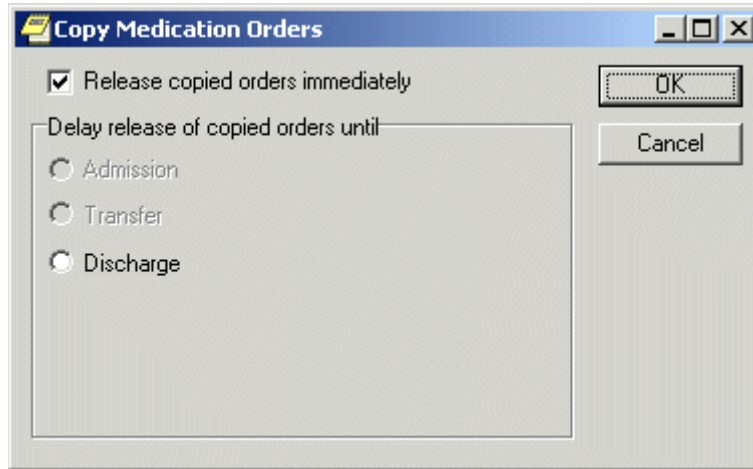 Copy Medication Orders
Release copied orders immediately
OK
Delay release of copied orders until
Cancel
Admission
Transfer
Discharge